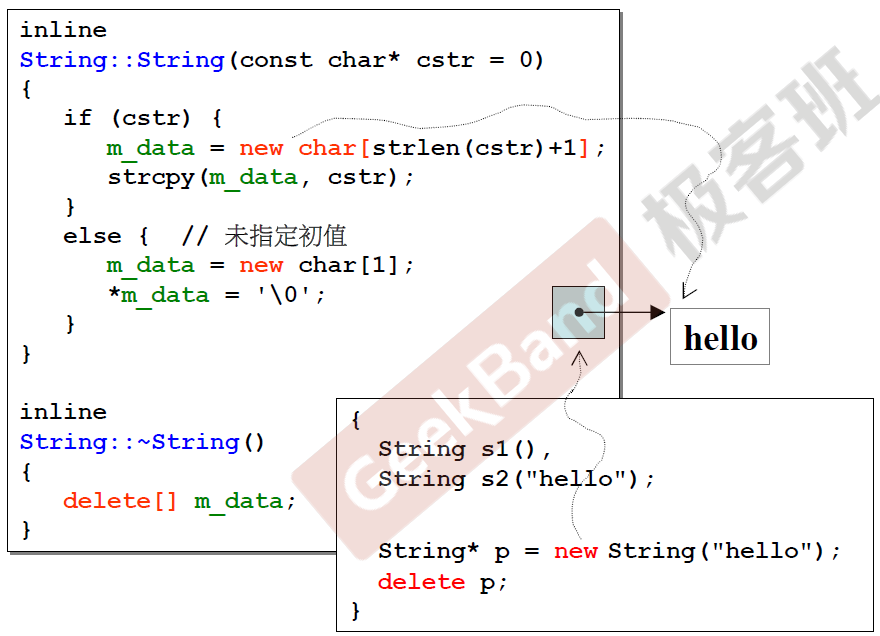 inline
String::String(const char* cstr = 0)
{
   if (cstr) {
      m_data = new char[strlen(cstr)+1];
      strcpy(m_data, cstr);
   }
   else {  // 未指定初值
      m_data = new char[1];
      *m_data = '\0';
   }
}
inline
String::~String()
{
   delete[] m_data;
}
hello
{
  String s1(),
  String s2("hello");
  String* p = new String("hello");
  delete p;
}
GeekBand 极客班